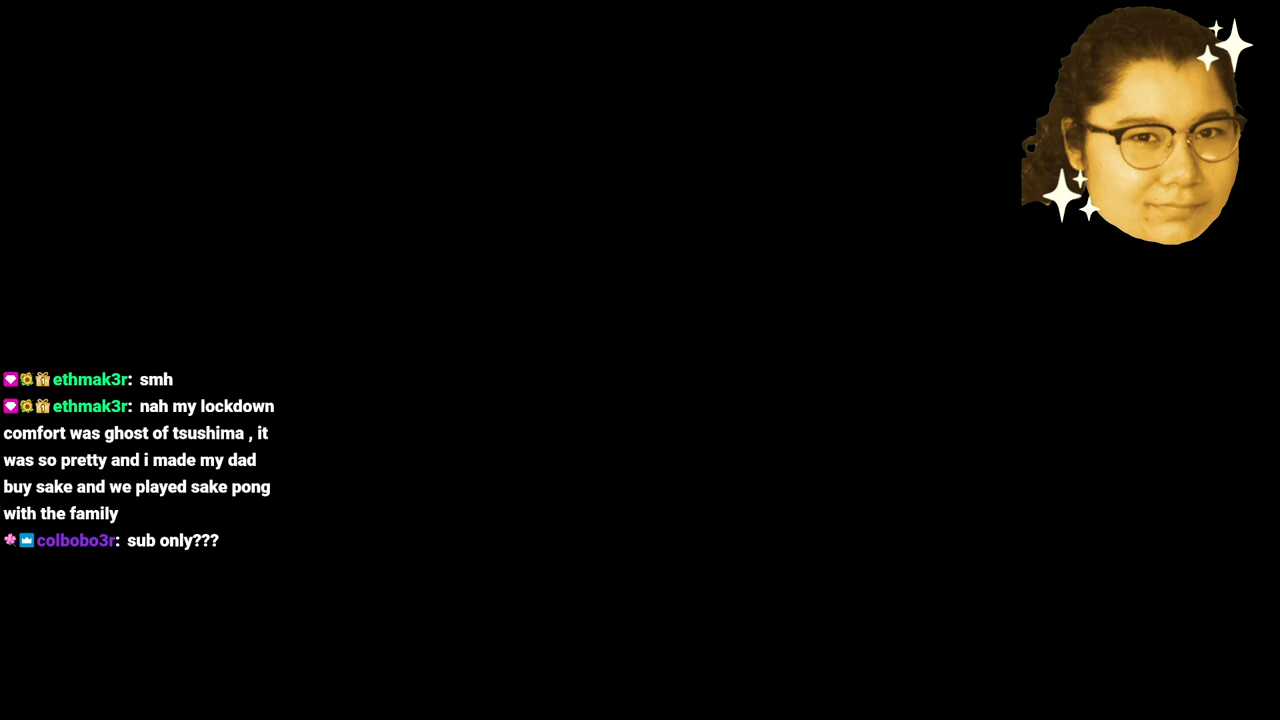 ethmak3r: smh
ethmak3r: nah my lockdown
comfort was ghost of tsushima , it
was so pretty and i made my dad
buy sake and we played sake pong
with the family
colbobo3r: sub only???